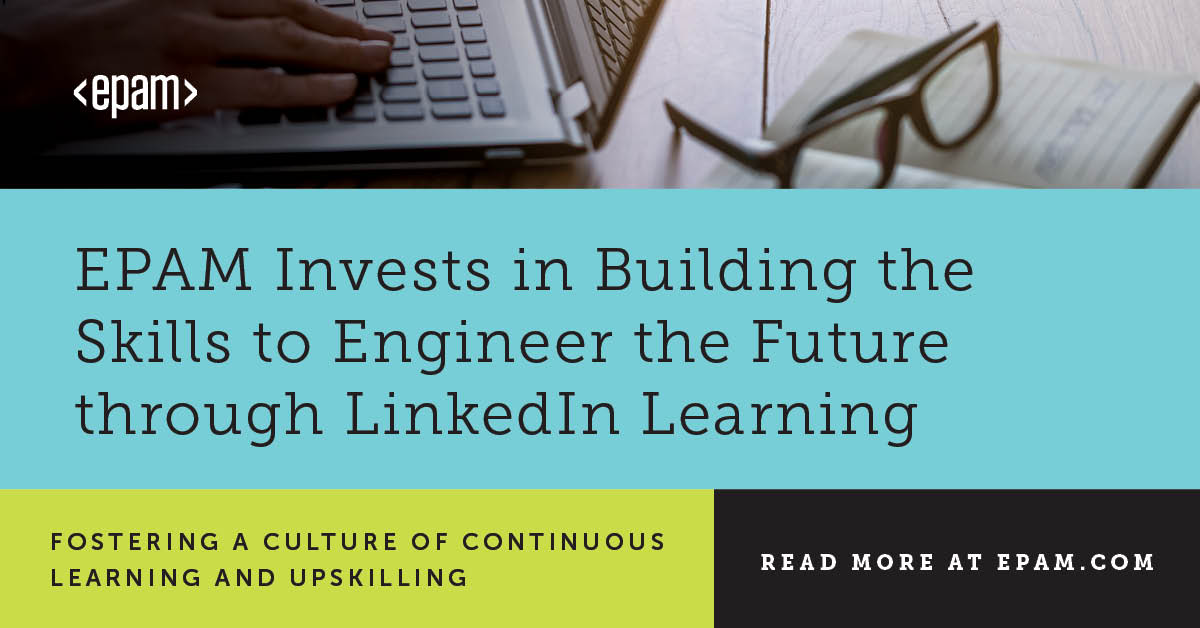 <epam>
EPAM Invests in Building the
Skills to Engineer the Future
through LinkedIn Learning
FOSTERING A CULTURE OF CONTINUOUS
LEARNING AND UPSKILLING
READ MORE AT EPAM.COM